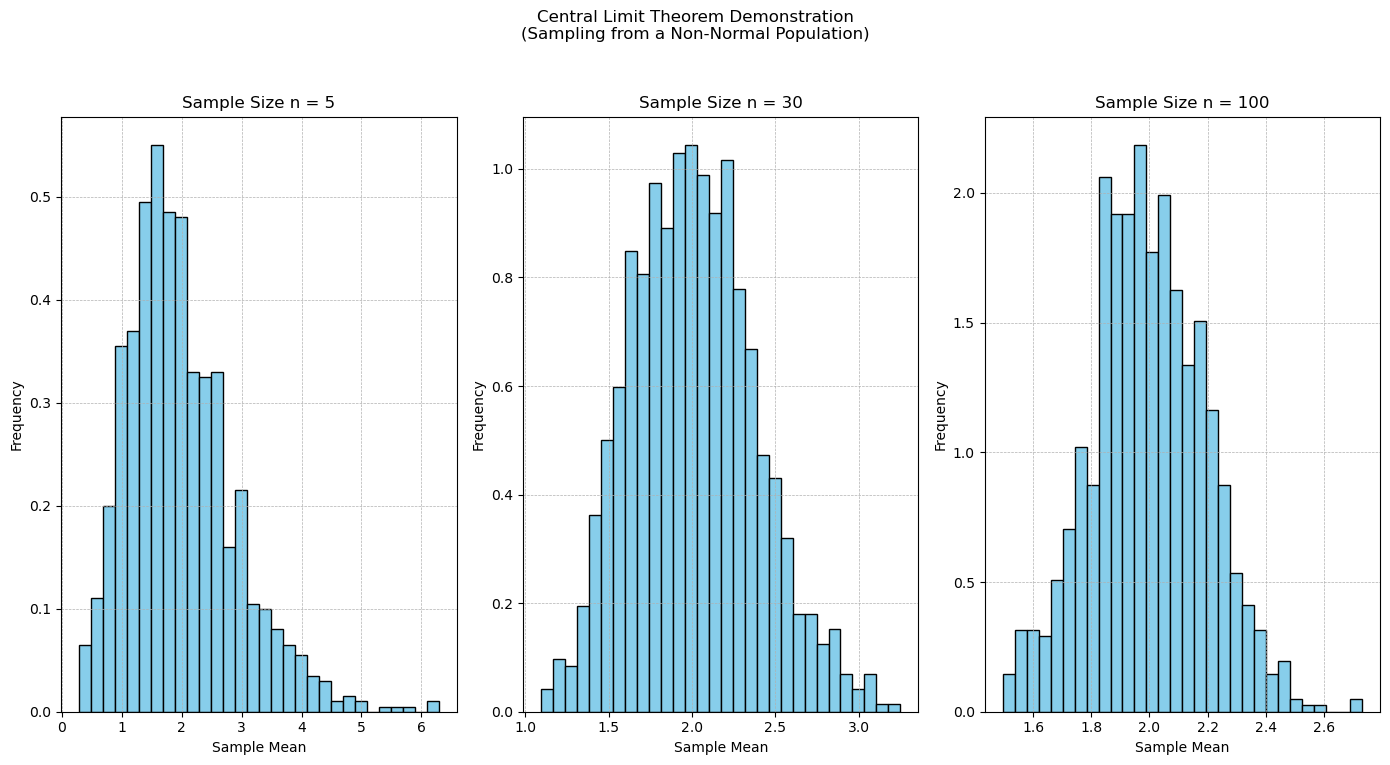 Central Limit Theorem Demonstration
(Sampling from a Non-Normal Population)
Sample Size n = 5
0.5
0.4
0.3
0.2
0.1
0.0
Frequency
0 1 2 3 4 5 6
Sample Mean
Sample Size n = 30
1.0
0.8
0.6
0.4
0.2
0.0
Frequency
1.0 1.5 2.0 2.5 3.0
Sample Mean
Sample Size n = 100
2.0
1.5
1.0
0.5
0.0
Frequency
1.6 1.8 2.0 2.2 2.4 2.6
Sample Mean